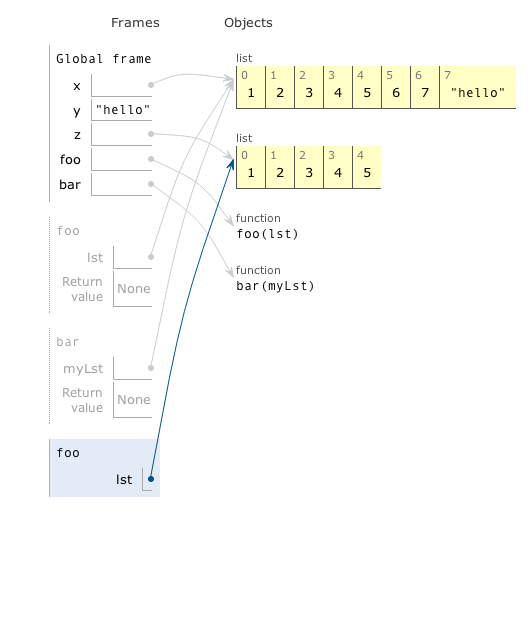 Frames Objects
Global frame
x
y "hello"
z
foo
bar
list
0 1 2 3 4 5 6 7
1 2 3 4 5 6 7 "hello"
list
0 1 2 3 4
1 2 3 4 5
function
foo(lst)
function
bar(myLst)
foo
lst
Return
value None
bar
myLst
Return
value None
foo
lst